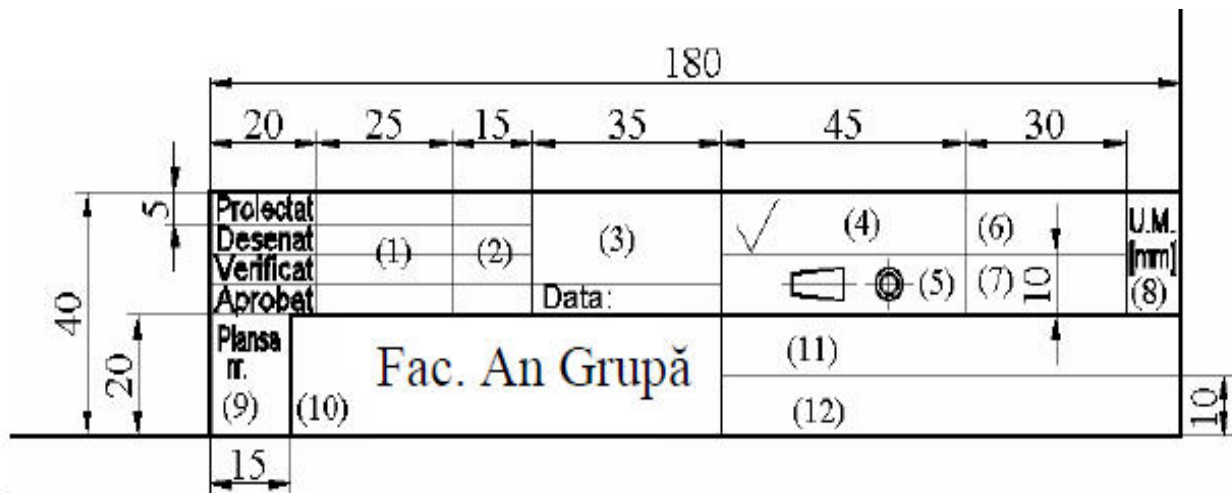 180
20 25 15 35 45 30
5
Proiectat
Desenat
Verificat
Aprobat
(1) (2) (3)
Data:
(4) (6)
(5) (7) 10
U.M.
[mm]
(8)
40
20
Plansa
nr.
(9)
(10) Fac. An Grupă
(11)
(12)
10
15